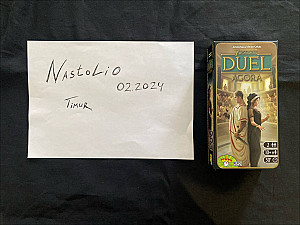 NASTOLIO
02.2024
TIMUR
DUEL
AGORA